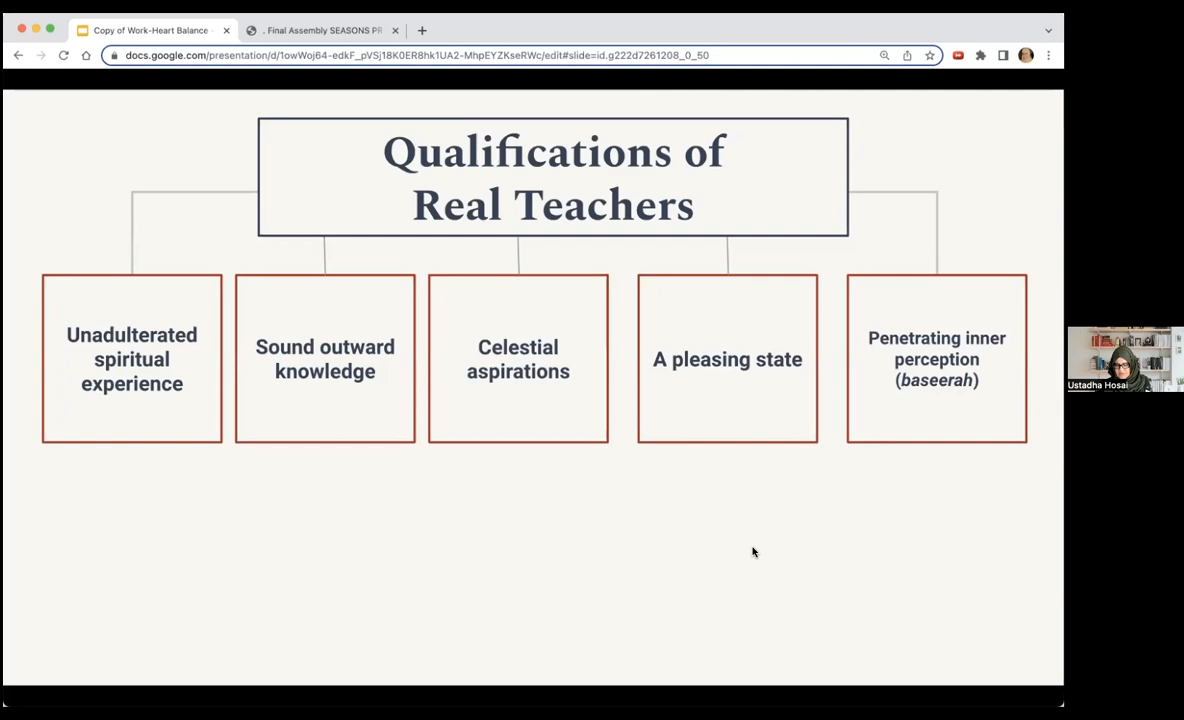 Copy of Work-Heart Balance
. Final Assembly SEASONS PR
docs.google.com/presentation/d/1owWoj64-edkF_pVSj18K0ER8hk1UA2-MhpEYZKseRWc/edit#slide=id.g222d7261208_0_50
Qualifications of
Real Teachers
Unadulterated
spiritual
experience
Sound outward
knowledge
Celestial
aspirations
A pleasing state
Penetrating inner
perception
(baseerah)
Ustadha Hosai